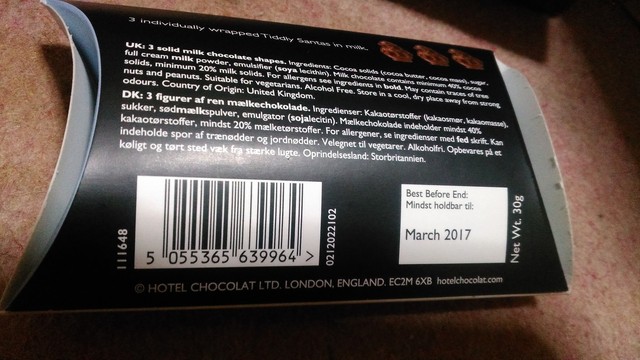 3 individually wrapped Tiddly Santas in milk.
UK: 3 solid milk chocolate shapes. Ingredients: Cocoa solids (cocoa butter, cocoa mass), sugar,
full cream milk powder, emulsifier (soya lecithin). Milk chocolate contains minimum 40% cocoa
solids, minimum 20% milk solids. For allergens see ingredients in bold. May contain traces of tree
nuts and peanuts. Suitable for vegetarians. Alcohol Free. Store in a cool, dry place away from strong
odours. Country of Origin: United Kingdom.
DK: 3 figurer af ren mælkechokolade. Ingredienser: Kakaotørstoffer (kakaosmør, kakaomasse),
sukker, sødmælkspulver, emulgator (sojalecitin). Mælkechokolade indeholder mindst 40%
kakaotørstoffer, mindst 20% mælketørstoffer. For allergener, se ingredienser med fed skrift. Kan
indeholde spor af trænødder og jordnødder. Velegnet til vegetarer. Alkoholfri. Opbevares på et
køligt og tørt sted væk fra stærke lugte. Oprindelsesland: Storbritannien.
111648
5 055365 639964 >
0212022102
Best Before End:
Mindst holdbar til:
March 2017
Net Wt. 30g
© HOTEL CHOCOLAT LTD. LONDON, ENGLAND. EC2M 6XB hotelchocolat.com